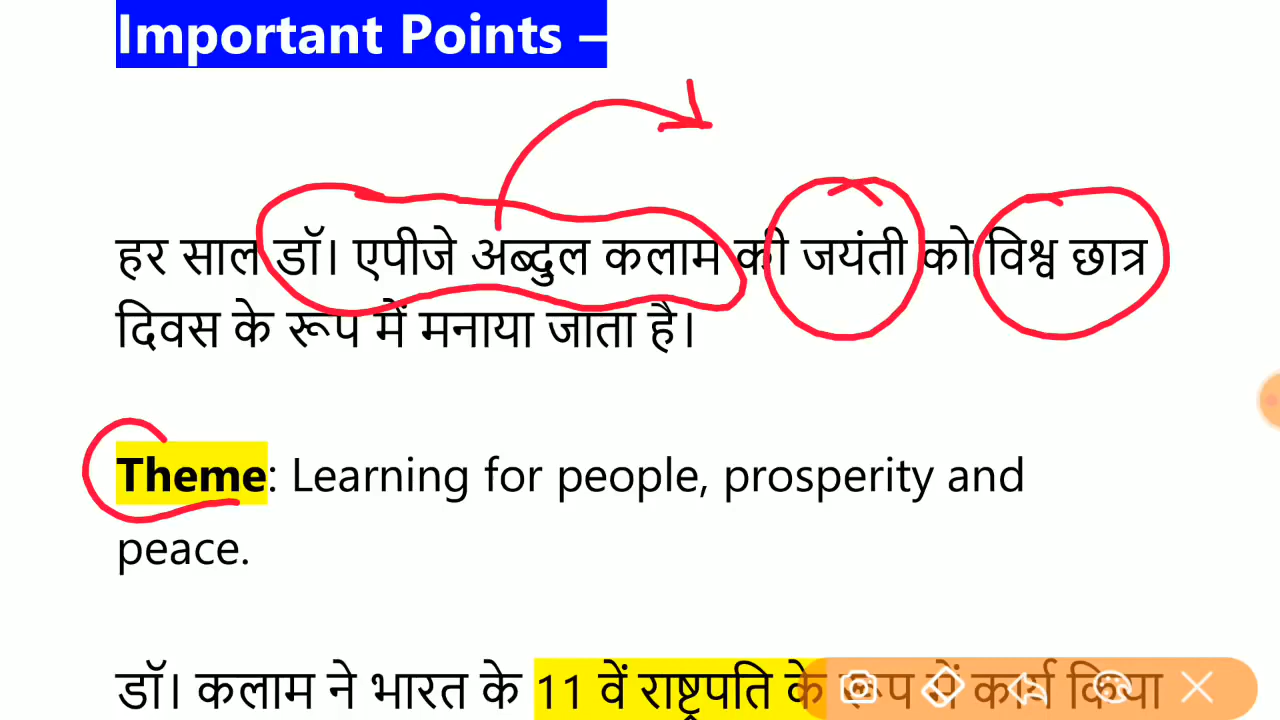 Important Points –
हर साल डॉ। एपीजे अब्दुल कलाम की जयंती को विश्व छात्र
दिवस के रूप में मनाया जाता है।
Theme: Learning for people, prosperity and
peace.
डॉ। कलाम ने भारत के 11 वें राष्ट्रपति के रूप में कार्य किया